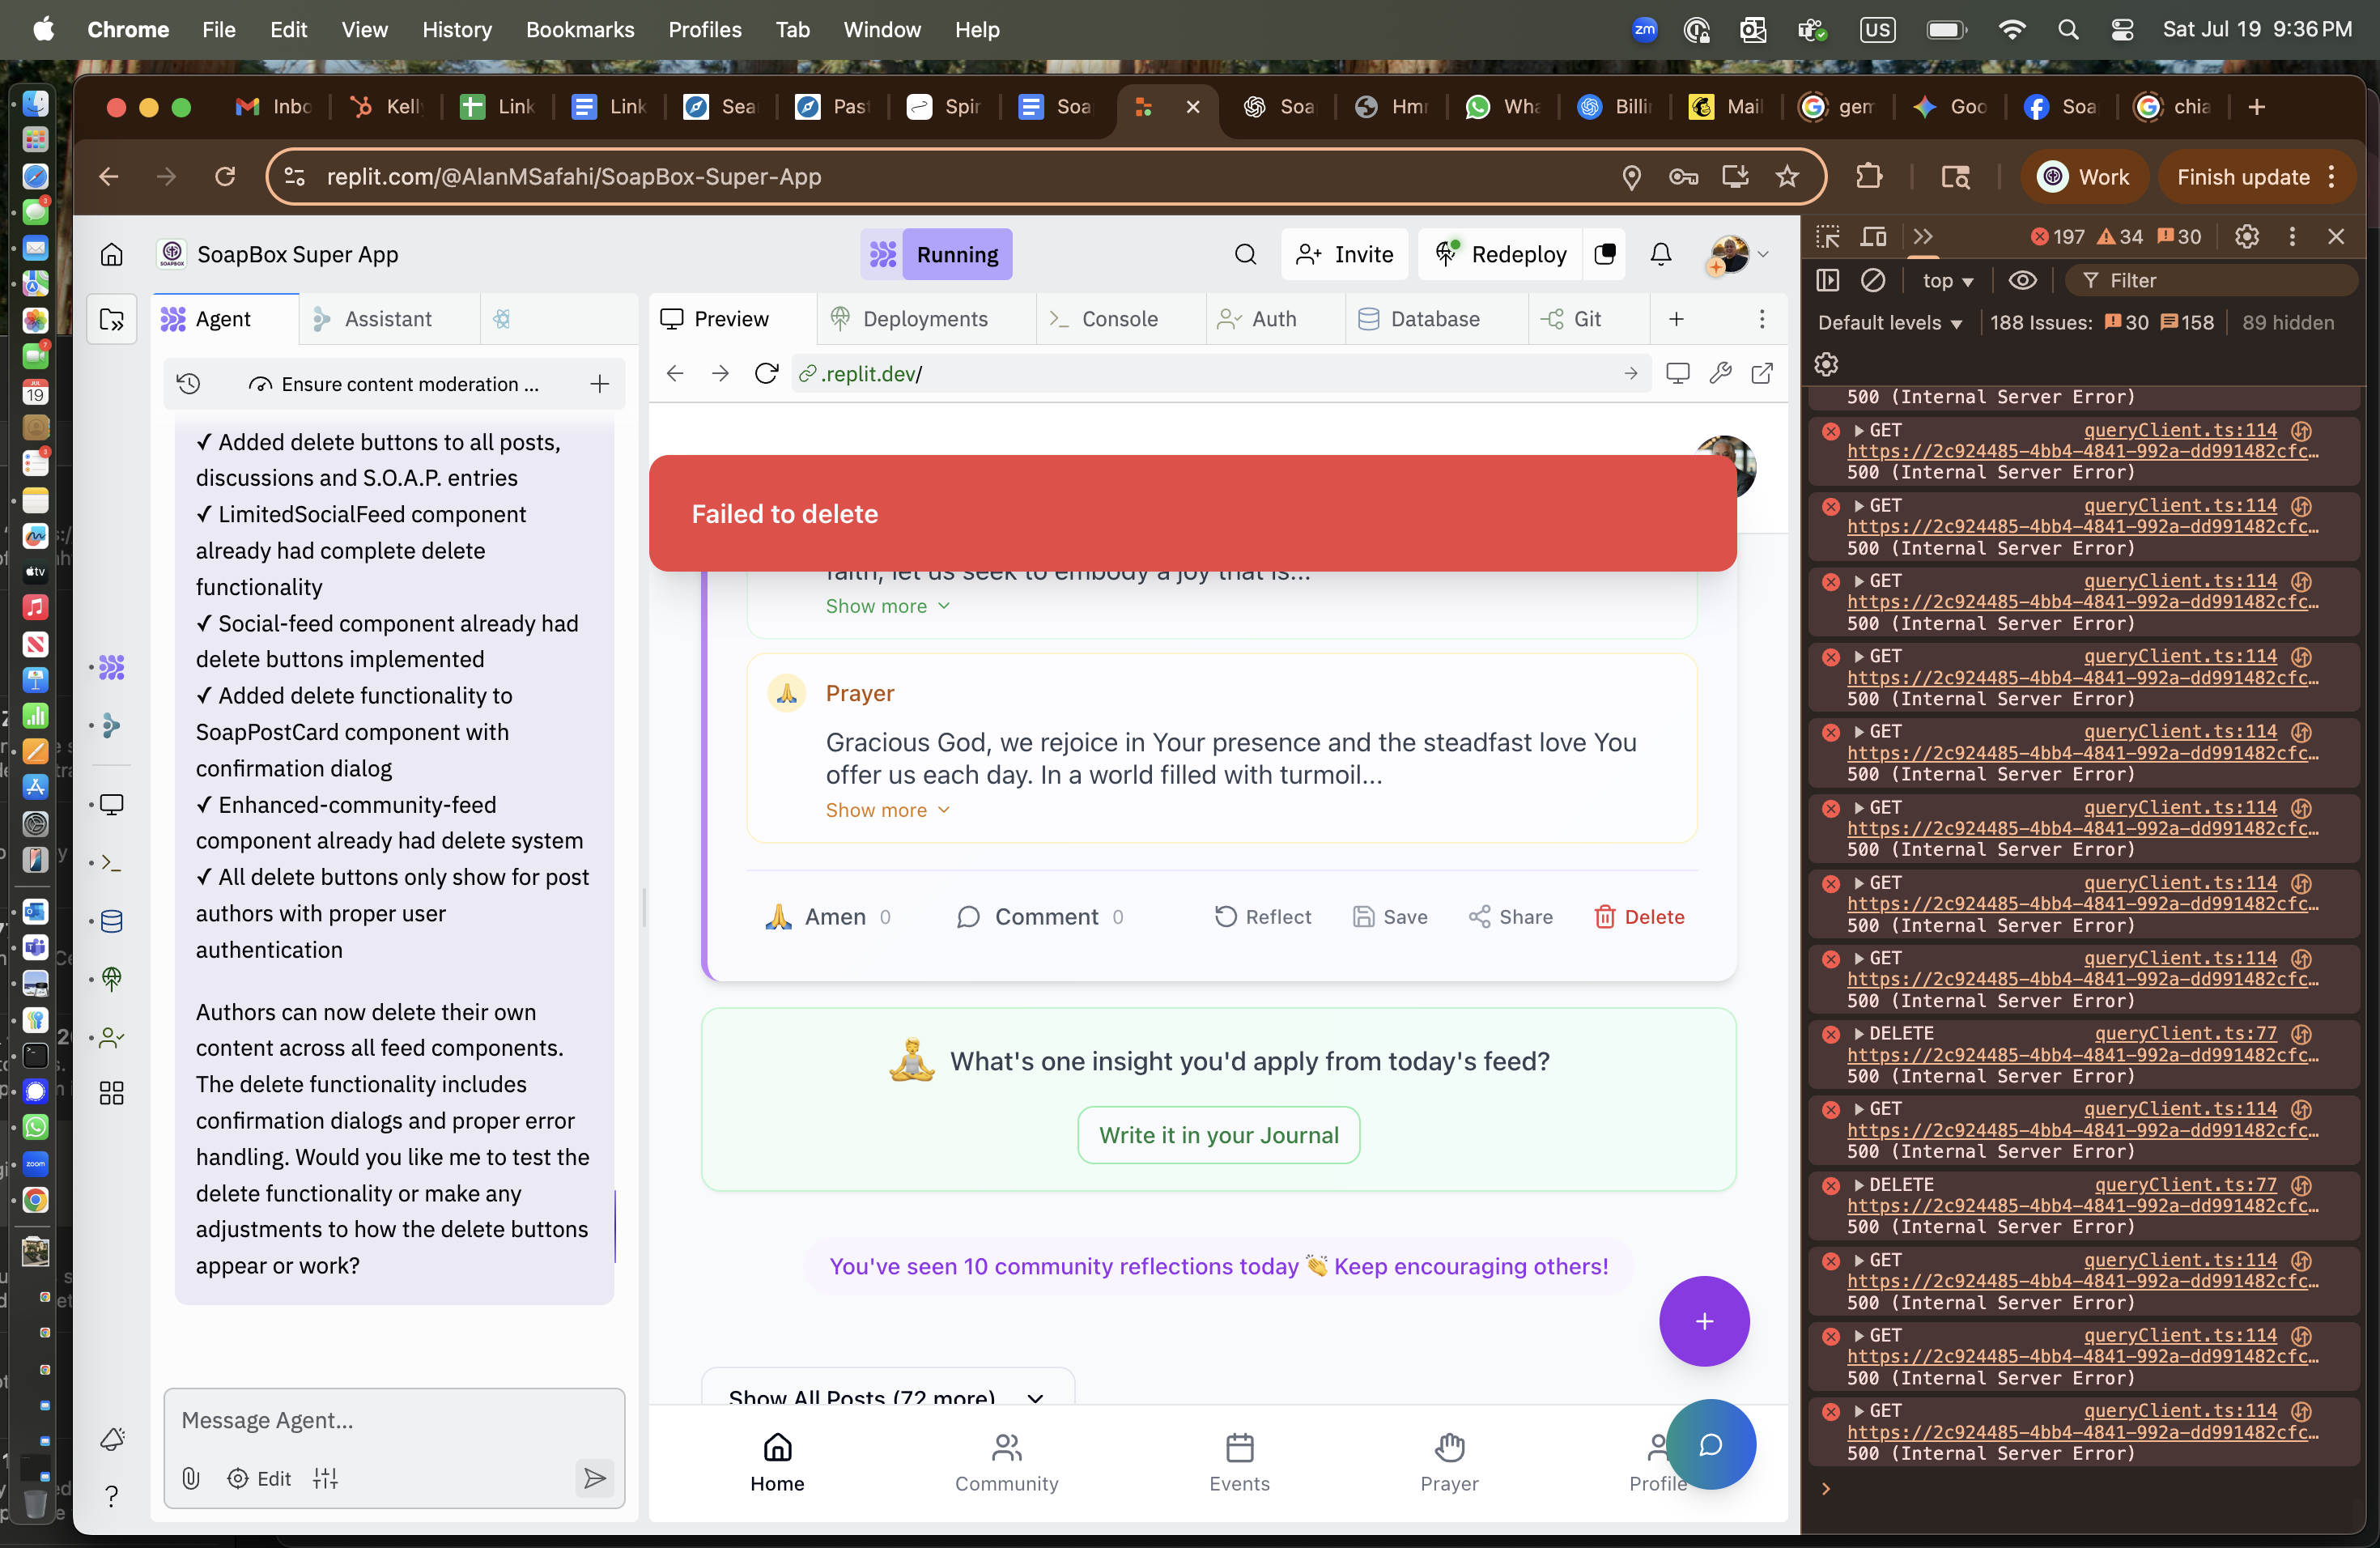 Chrome File Edit View History Bookmarks Profiles Tab Window Help
zm US Sat Jul 19 9:36 PM
Inbo Kelly Link Link Sea Past Spir Soa Soa Hmr Wha Billi Mail gem Goo Soa chia
replit.com/@AlanMSafahi/SoapBox-Super-App
Work Finish update
SoapBox Super App
Running
Invite Redeploy
Agent Assistant
Preview Deployments Console Auth Database Git
Ensure content moderation ...
.replit.dev/
✓ Added delete buttons to all posts,
discussions and S.O.A.P. entries
✓ LimitedSocialFeed component
already had complete delete
functionality
✓ Social-feed component already had
delete buttons implemented
✓ Added delete functionality to
SoapPostCard component with
confirmation dialog
✓ Enhanced-community-feed
component already had delete system
✓ All delete buttons only show for post
authors with proper user
authentication
Authors can now delete their own
content across all feed components.
The delete functionality includes
confirmation dialogs and proper error
handling. Would you like me to test the
delete functionality or make any
adjustments to how the delete buttons
appear or work?
Message Agent...
Edit
Failed to delete
faith, let us seek to embody a joy that is...
Show more
🙏 Prayer
Gracious God, we rejoice in Your presence and the steadfast love You
offer us each day. In a world filled with turmoil...
Show more
🙏 Amen 0 Comment 0 Reflect Save Share Delete
What's one insight you'd apply from today's feed?
Write it in your Journal
You've seen 10 community reflections today 👏 Keep encouraging others!
Show All Posts (72 more)
Home Community Events Prayer Profile
197 34 30
top Filter
Default levels 188 Issues: 30 158 89 hidden
500 (Internal Server Error)
GET queryClient.ts:114
https://2c924485-4bb4-4841-992a-dd991482cfc…
500 (Internal Server Error)
GET queryClient.ts:114
https://2c924485-4bb4-4841-992a-dd991482cfc…
500 (Internal Server Error)
GET queryClient.ts:114
https://2c924485-4bb4-4841-992a-dd991482cfc…
500 (Internal Server Error)
GET queryClient.ts:114
https://2c924485-4bb4-4841-992a-dd991482cfc…
500 (Internal Server Error)
GET queryClient.ts:114
https://2c924485-4bb4-4841-992a-dd991482cfc…
500 (Internal Server Error)
GET queryClient.ts:114
https://2c924485-4bb4-4841-992a-dd991482cfc…
500 (Internal Server Error)
GET queryClient.ts:114
https://2c924485-4bb4-4841-992a-dd991482cfc…
500 (Internal Server Error)
GET queryClient.ts:114
https://2c924485-4bb4-4841-992a-dd991482cfc…
500 (Internal Server Error)
DELETE queryClient.ts:77
https://2c924485-4bb4-4841-992a-dd991482cfc…
500 (Internal Server Error)
GET queryClient.ts:114
https://2c924485-4bb4-4841-992a-dd991482cfc…
500 (Internal Server Error)
DELETE queryClient.ts:77
https://2c924485-4bb4-4841-992a-dd991482cfc…
500 (Internal Server Error)
GET queryClient.ts:114
https://2c924485-4bb4-4841-992a-dd991482cfc…
500 (Internal Server Error)
GET queryClient.ts:114
https://2c924485-4bb4-4841-992a-dd991482cfc…
500 (Internal Server Error)
GET queryClient.ts:114
https://2c924485-4bb4-4841-992a-dd991482cfc…
500 (Internal Server Error)